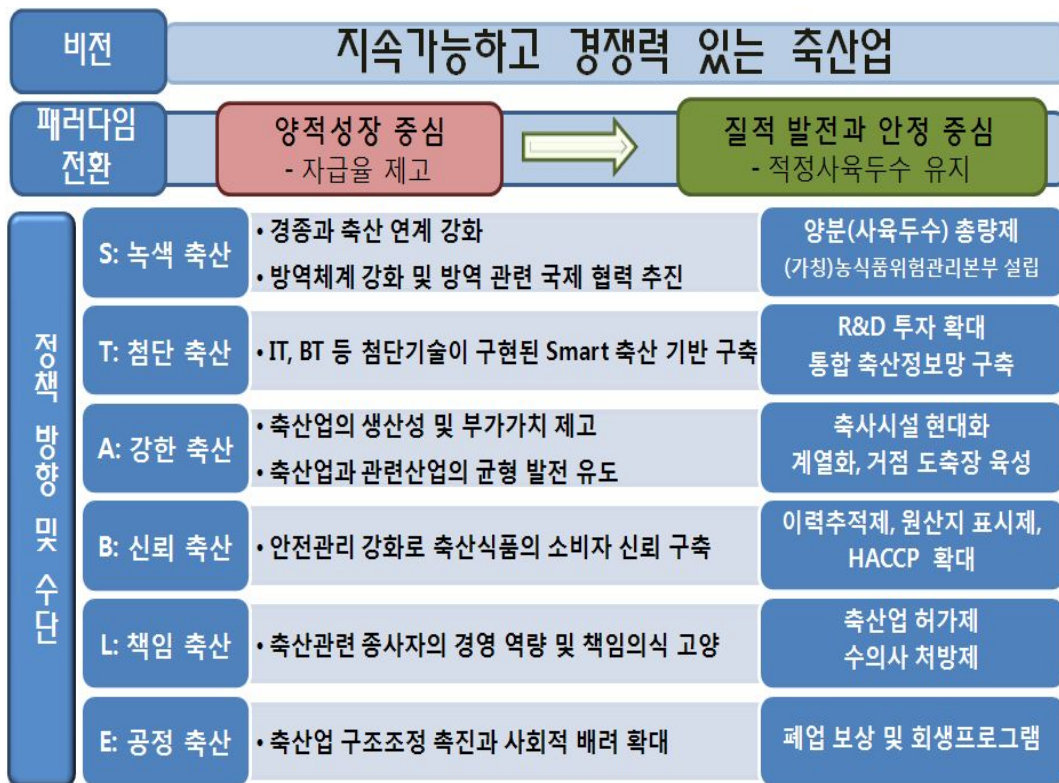 비전
지속가능하고 경쟁력 있는 축산업
패러다임
전환
양적성장 중심
- 자급율 제고
질적 발전과 안정 중심
- 적정사육두수 유지
정책 방향 및 수단
S: 녹색 축산
• 경종과 축산 연계 강화
• 방역체계 강화 및 방역 관련 국제 협력 추진
양분(사육두수) 총량제
(가칭)농식품위험관리본부 설립
T: 첨단 축산
• IT, BT 등 첨단기술이 구현된 Smart 축산 기반 구축
R&D 투자 확대
통합 축산정보망 구축
A: 강한 축산
• 축산업의 생산성 및 부가가치 제고
• 축산업과 관련산업의 균형 발전 유도
축사시설 현대화
계열화, 거점 도축장 육성
B: 신뢰 축산
• 안전관리 강화로 축산식품의 소비자 신뢰 구축
이력추적제, 원산지 표시제,
HACCP 확대
L: 책임 축산
• 축산관련 종사자의 경영 역량 및 책임의식 고양
축산업 허가제
수의사 처방제
E: 공정 축산
• 축산업 구조조정 촉진과 사회적 배려 확대
폐업 보상 및 회생프로그램